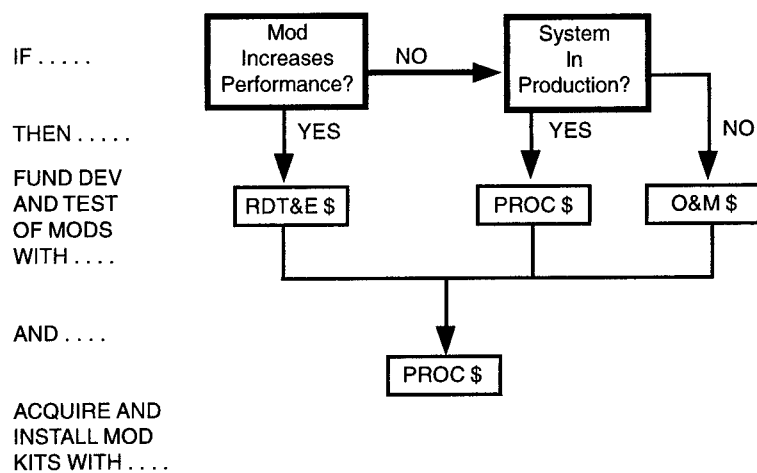 IF . . . . .
Mod
Increases
Performance?
NO
System
In
Production?
THEN . . . . .
YES
YES
NO
FUND DEV
AND TEST
OF MODS
WITH . . . .
RDT&E $
PROC $
O&M $
AND . . . .
PROC $
ACQUIRE AND
INSTALL MOD
KITS WITH . . . .